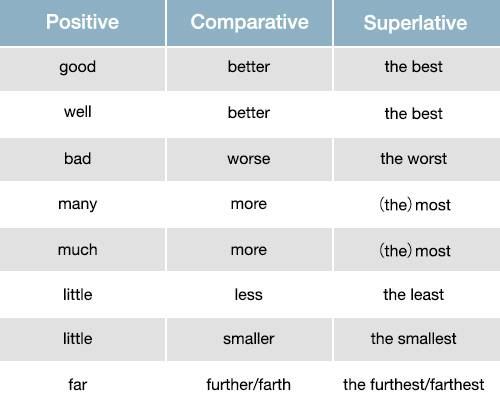 Positive Comparative Superlative
good better the best
well better the best
bad worse the worst
many more (the) most
much more (the) most
little less the least
little smaller the smallest
far further/farth the furthest/farthest